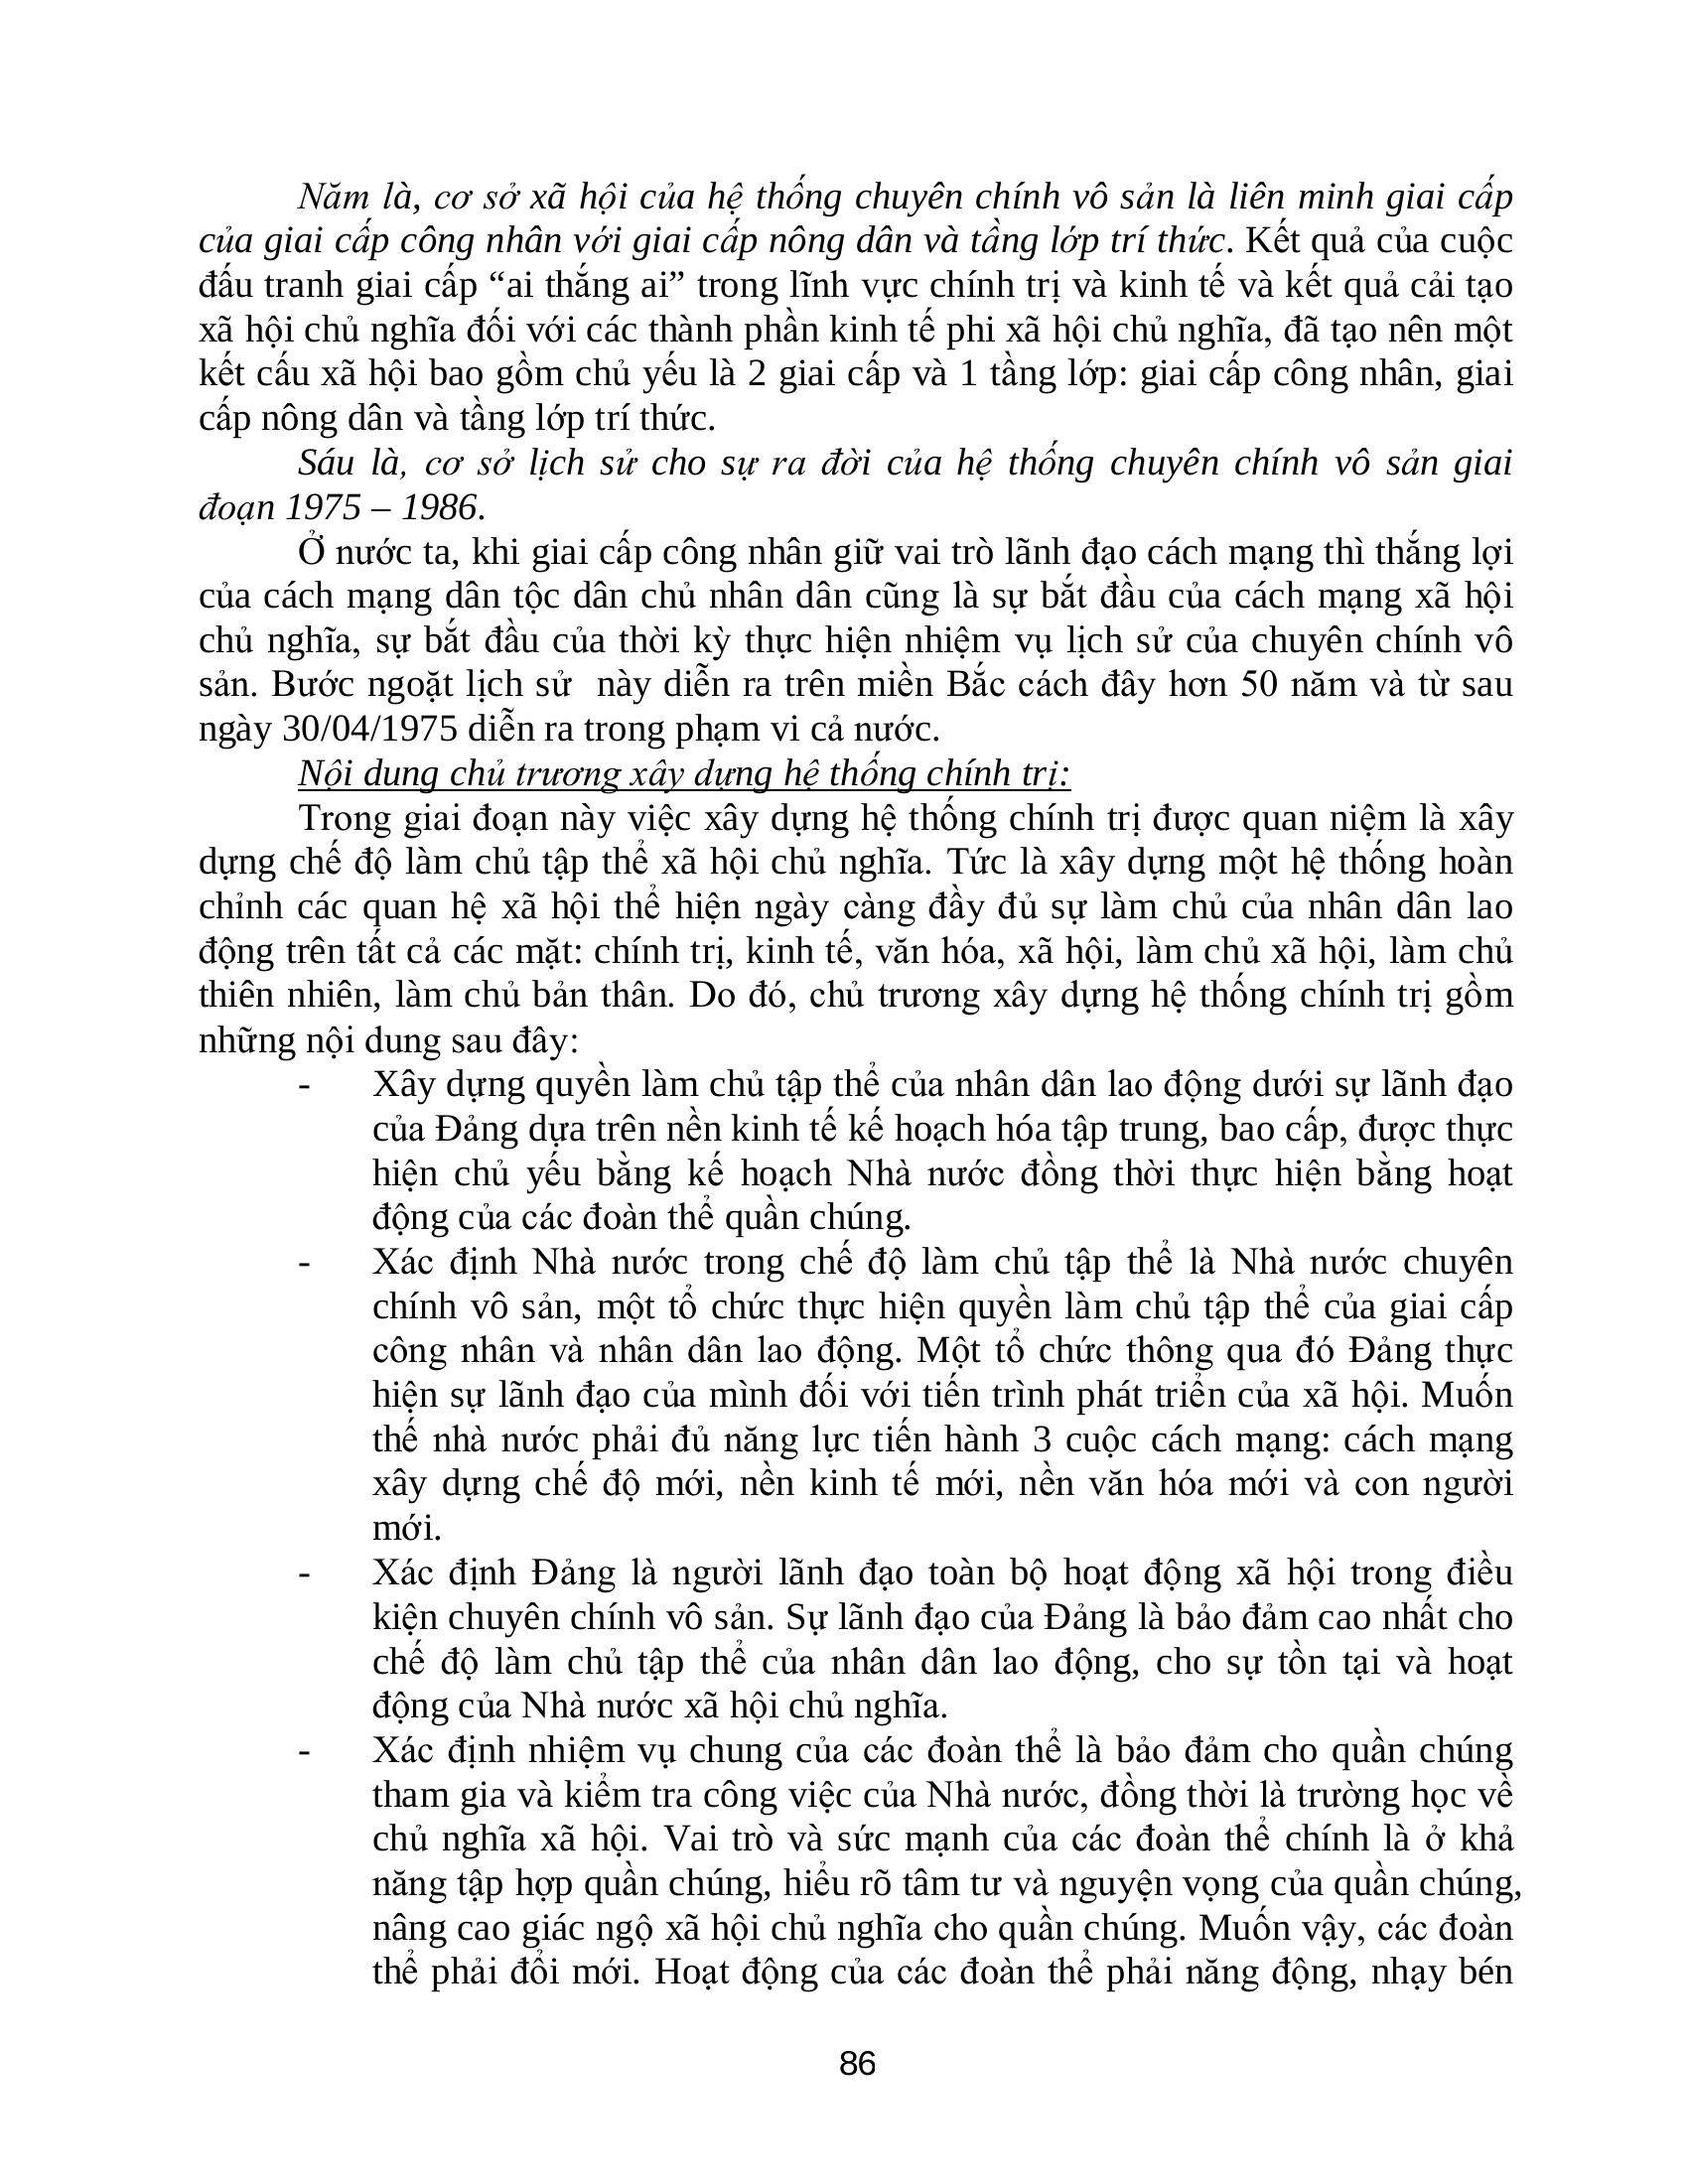 Năm là, cơ sở xã hội của hệ thống chuyên chính vô sản là liên minh giai cấp
của giai cấp công nhân với giai cấp nông dân và tầng lớp trí thức. Kết quả của cuộc
đấu tranh giai cấp “ai thắng ai” trong lĩnh vực chính trị và kinh tế và kết quả cải tạo
xã hội chủ nghĩa đối với các thành phần kinh tế phi xã hội chủ nghĩa, đã tạo nên một
kết cấu xã hội bao gồm chủ yếu là 2 giai cấp và 1 tầng lớp: giai cấp công nhân, giai
cấp nông dân và tầng lớp trí thức.
Sáu là, cơ sở lịch sử cho sự ra đời của hệ thống chuyên chính vô sản giai
đoạn 1975 – 1986.
Ở nước ta, khi giai cấp công nhân giữ vai trò lãnh đạo cách mạng thì thắng lợi
của cách mạng dân tộc dân chủ nhân dân cũng là sự bắt đầu của cách mạng xã hội
chủ nghĩa, sự bắt đầu của thời kỳ thực hiện nhiệm vụ lịch sử của chuyên chính vô
sản. Bước ngoặt lịch sử  này diễn ra trên miền Bắc cách đây hơn 50 năm và từ sau
ngày 30/04/1975 diễn ra trong phạm vi cả nước.
Nội dung chủ trương xây dựng hệ thống chính trị:
Trong giai đoạn này việc xây dựng hệ thống chính trị được quan niệm là xây
dựng chế độ làm chủ tập thể xã hội chủ nghĩa. Tức là xây dựng một hệ thống hoàn
chỉnh các quan hệ xã hội thể hiện ngày càng đầy đủ sự làm chủ của nhân dân lao
động trên tất cả các mặt: chính trị, kinh tế, văn hóa, xã hội, làm chủ xã hội, làm chủ
thiên nhiên, làm chủ bản thân. Do đó, chủ trương xây dựng hệ thống chính trị gồm
những nội dung sau đây:
- Xây dựng quyền làm chủ tập thể của nhân dân lao động dưới sự lãnh đạo
của Đảng dựa trên nền kinh tế kế hoạch hóa tập trung, bao cấp, được thực
hiện chủ yếu bằng kế hoạch Nhà nước đồng thời thực hiện bằng hoạt
động của các đoàn thể quần chúng.
- Xác định Nhà nước trong chế độ làm chủ tập thể là Nhà nước chuyên
chính vô sản, một tổ chức thực hiện quyền làm chủ tập thể của giai cấp
công nhân và nhân dân lao động. Một tổ chức thông qua đó Đảng thực
hiện sự lãnh đạo của mình đối với tiến trình phát triển của xã hội. Muốn
thế nhà nước phải đủ năng lực tiến hành 3 cuộc cách mạng: cách mạng
xây dựng chế độ mới, nền kinh tế mới, nền văn hóa mới và con người
mới.
- Xác định Đảng là người lãnh đạo toàn bộ hoạt động xã hội trong điều
kiện chuyên chính vô sản. Sự lãnh đạo của Đảng là bảo đảm cao nhất cho
chế độ làm chủ tập thể của nhân dân lao động, cho sự tồn tại và hoạt
động của Nhà nước xã hội chủ nghĩa.
- Xác định nhiệm vụ chung của các đoàn thể là bảo đảm cho quần chúng
tham gia và kiểm tra công việc của Nhà nước, đồng thời là trường học về
chủ nghĩa xã hội. Vai trò và sức mạnh của các đoàn thể chính là ở khả
năng tập hợp quần chúng, hiểu rõ tâm tư và nguyện vọng của quần chúng,
nâng cao giác ngộ xã hội chủ nghĩa cho quần chúng. Muốn vậy, các đoàn
thể phải đổi mới. Hoạt động của các đoàn thể phải năng động, nhạy bén
86